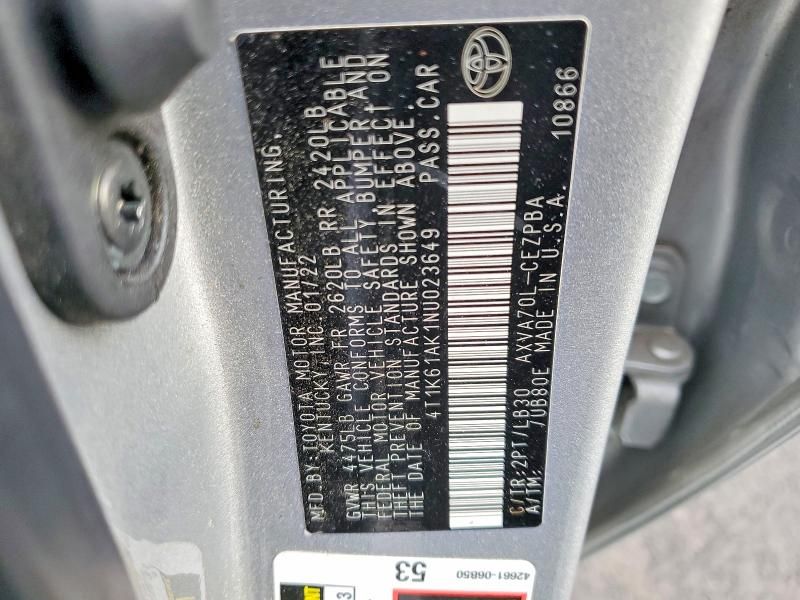 MFD.BY:TOYOTA MOTOR MANUFACTURING,
KENTUCKY,INC. 01/22
GVWR 4475LB GAWR FR 2620LB RR 2420LB
THIS VEHICLE CONFORMS TO ALL APPLICABLE
FEDERAL MOTOR VEHICLE SAFETY, BUMPER AND
THEFT PREVENTION STANDARDS IN EFFECT ON
THE DATE OF MANUFACTURE SHOWN ABOVE.
4T1K61AK1NU023649 PASS.CAR
C/TR:2PT/LB30 AXVA70L-CEZPBA
A/TM: 7UB80E MADE IN U.S.A. 10866
53
42661-06B50